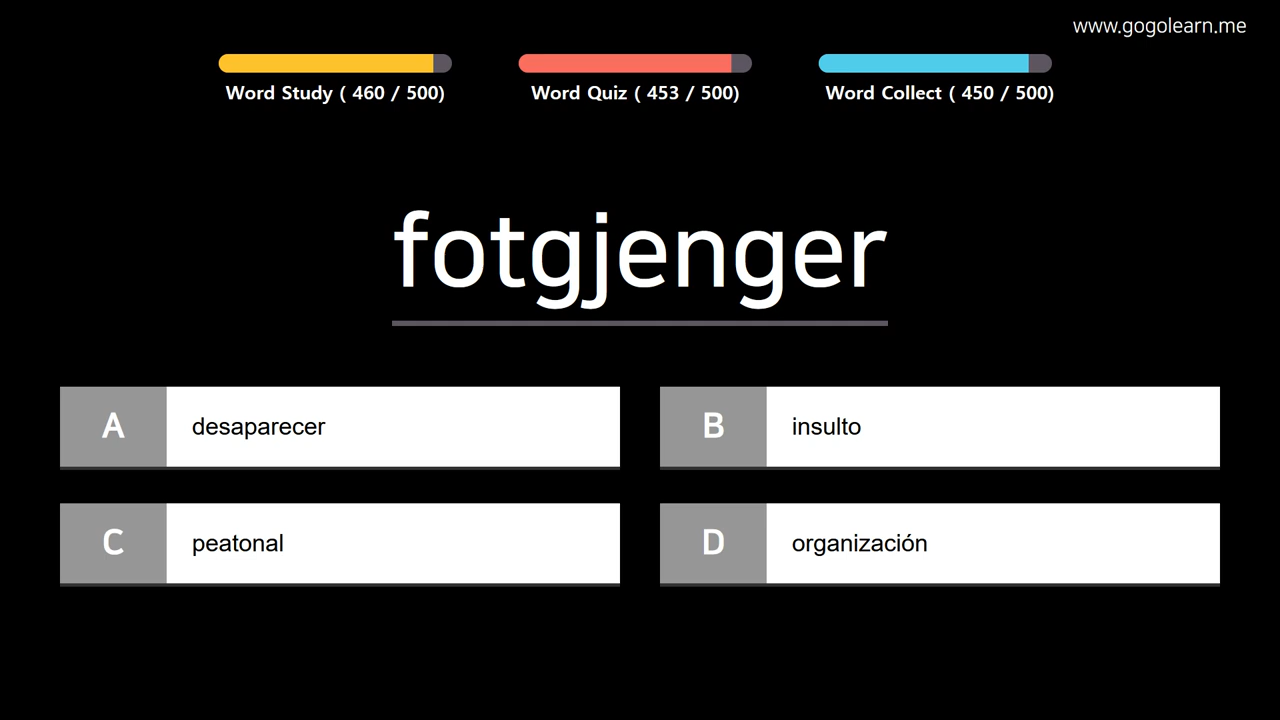 www.gogolearn.me
Word Study ( 460 / 500)
Word Quiz ( 453 / 500)
Word Collect ( 450 / 500)
fotgjenger
A desaparecer
B insulto
C peatonal
D organización